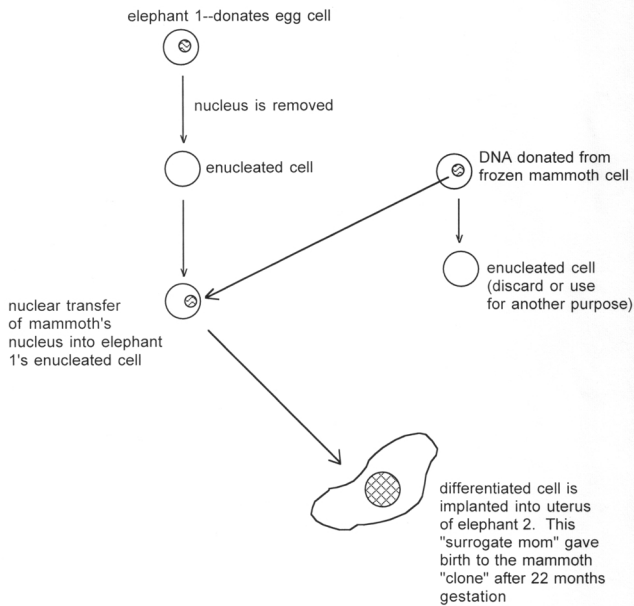 elephant 1--donates egg cell
nucleus is removed
enucleated cell
DNA donated from
frozen mammoth cell
enucleated cell
(discard or use
for another purpose)
nuclear transfer
of mammoth's
nucleus into elephant
1's enucleated cell
differentiated cell is
implanted into uterus
of elephant 2.  This
"surrogate mom" gave
birth to the mammoth
"clone" after 22 months
gestation